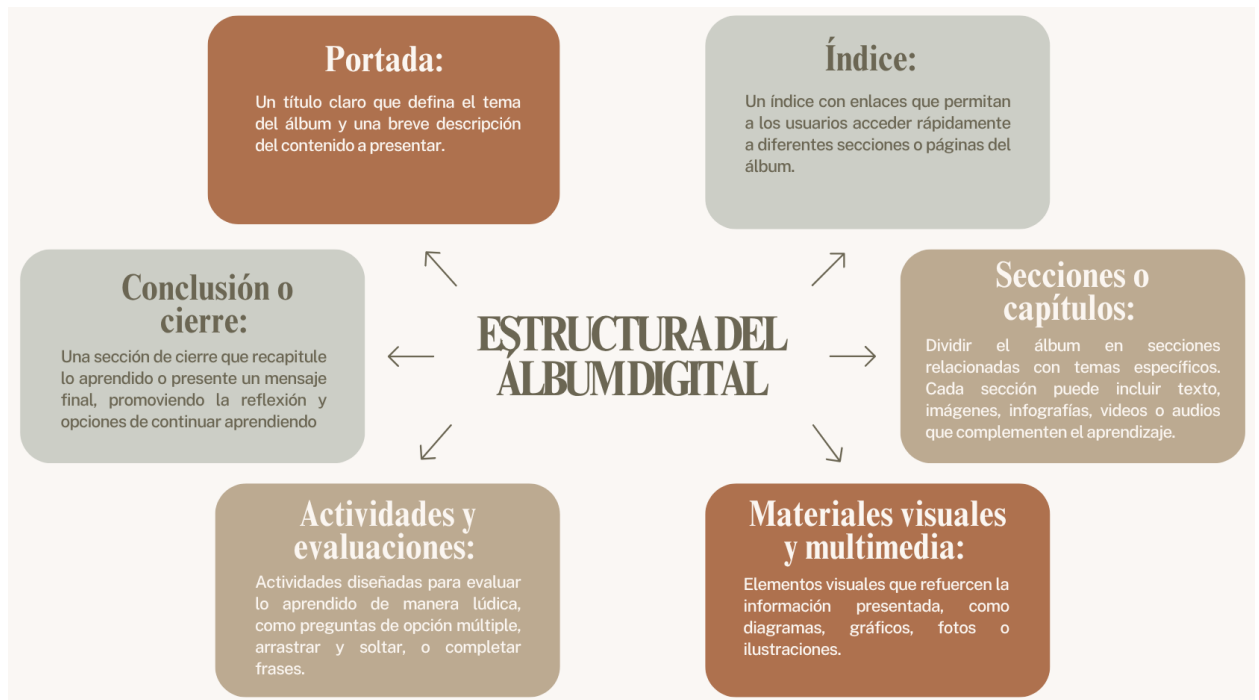 Portada:
Un título claro que defina el tema
del álbum y una breve descripción
del contenido a presentar.
Índice:
Un índice con enlaces que permitan
a los usuarios acceder rápidamente
a diferentes secciones o páginas del
álbum.
Conclusión o
cierre:
Una sección de cierre que recapitule
lo aprendido o presente un mensaje
final, promoviendo la reflexión y
opciones de continuar aprendiendo
ESTRUCTURA DEL
ÁLBUM DIGITAL
Secciones o
capítulos:
Dividir el álbum en secciones
relacionadas con temas específicos.
Cada sección puede incluir texto,
imágenes, infografías, videos o audios
que complementen el aprendizaje.
Actividades y
evaluaciones:
Actividades diseñadas para evaluar
lo aprendido de manera lúdica,
como preguntas de opción múltiple,
arrastrar y soltar, o completar
frases.
Materiales visuales
y multimedia:
Elementos visuales que refuercen la
información presentada, como
diagramas, gráficos, fotos o
ilustraciones.